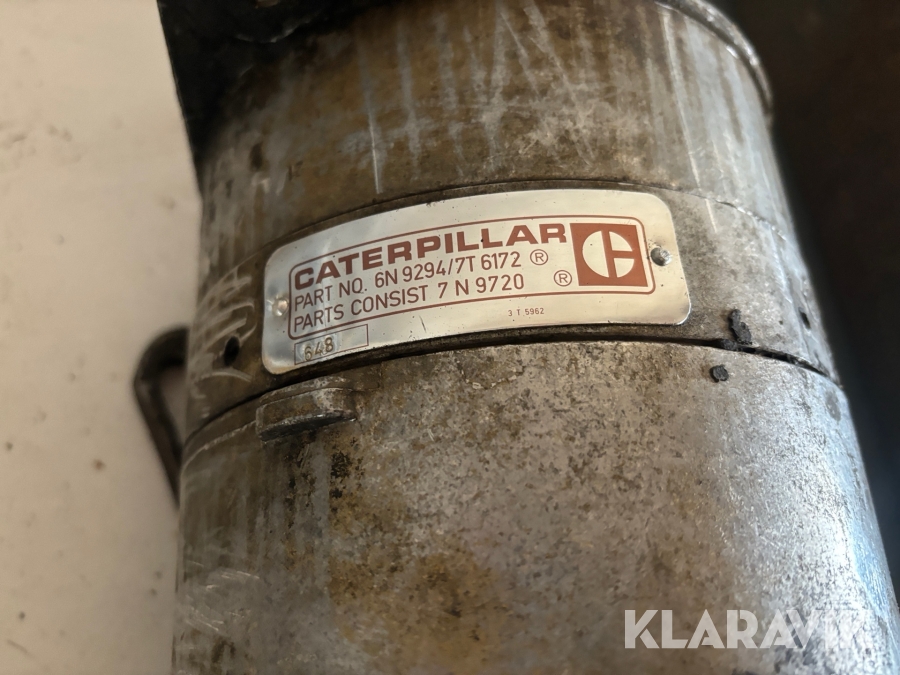 CATERPILLAR
PART NO. 6N 9294/7T 6172 ®
PARTS CONSIST 7 N 9720 ®
3 T 5962
648
KLARAVIK